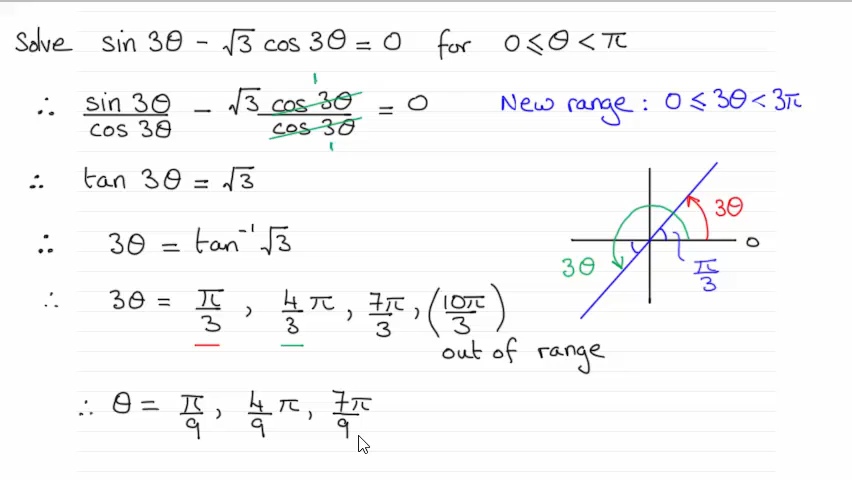 Solve sin 3θ - √3 cos 3θ = 0 for 0 ≤ θ < π
∴ sin 3θ / cos 3θ - √3 cos 3θ / cos 3θ = 0
1
1
New range: 0 ≤ 3θ < 3π
∴ tan 3θ = √3
∴ 3θ = tan⁻¹ √3
∴ 3θ = π/3, 4/3 π, 7π/3, (10π/3)
out of range
∴ θ = π/9, 4/9 π, 7π/9
3θ
0
3θ
π/3